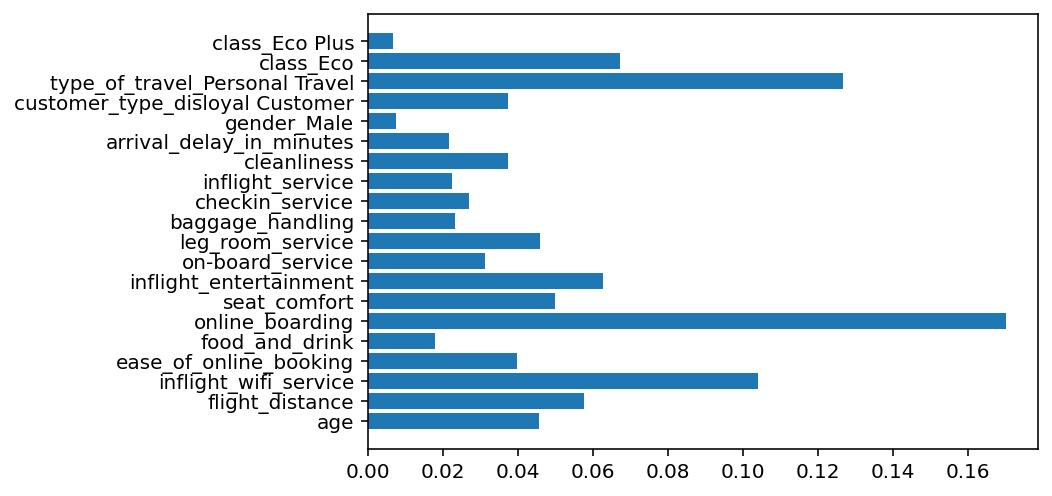 class_Eco Plus
class_Eco
type_of_travel_Personal Travel
customer_type_disloyal Customer
gender_Male
arrival_delay_in_minutes
cleanliness
inflight_service
checkin_service
baggage_handling
leg_room_service
on-board_service
inflight_entertainment
seat_comfort
online_boarding
food_and_drink
ease_of_online_booking
inflight_wifi_service
flight_distance
age
0.00 0.02 0.04 0.06 0.08 0.10 0.12 0.14 0.16